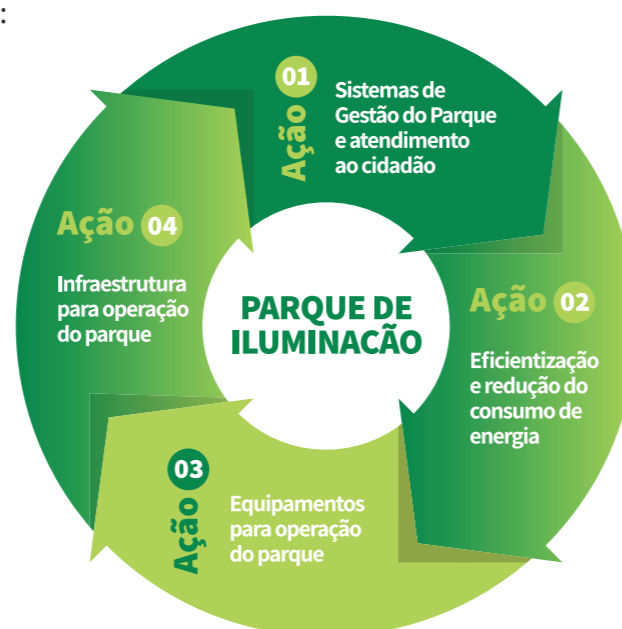 :
Ação 01
Sistemas de
Gestão do Parque
e atendimento
ao cidadão
Ação 02
Eficientização
e redução do
consumo de
energia
Ação 03
Equipamentos
para operação
do parque
Ação 04
Infraestrutura
para operação
do parque
PARQUE DE
ILUMINACÃO